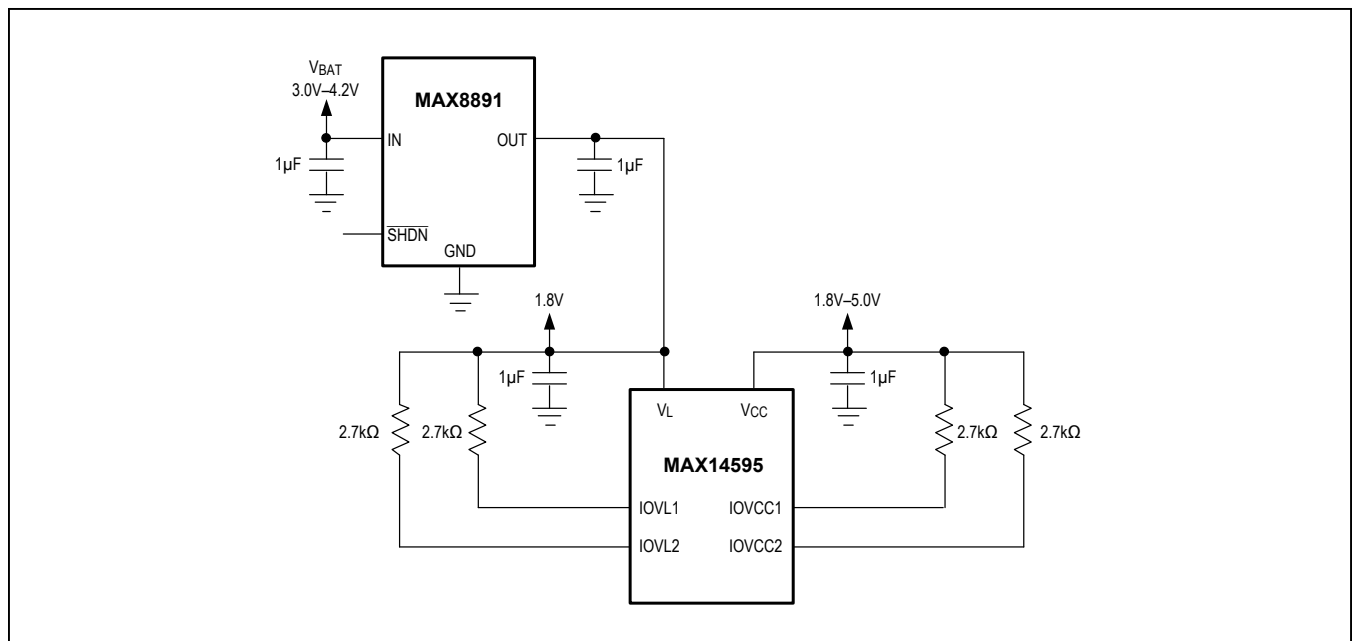 VBAT
3.0V–4.2V
MAX8891
IN
OUT
1µF
1µF
SHDN
GND
1.8V
1.8V–5.0V
1µF
1µF
VL
VCC
2.7kΩ
2.7kΩ
2.7kΩ
2.7kΩ
MAX14595
IOVL1
IOVCC1
IOVL2
IOVCC2